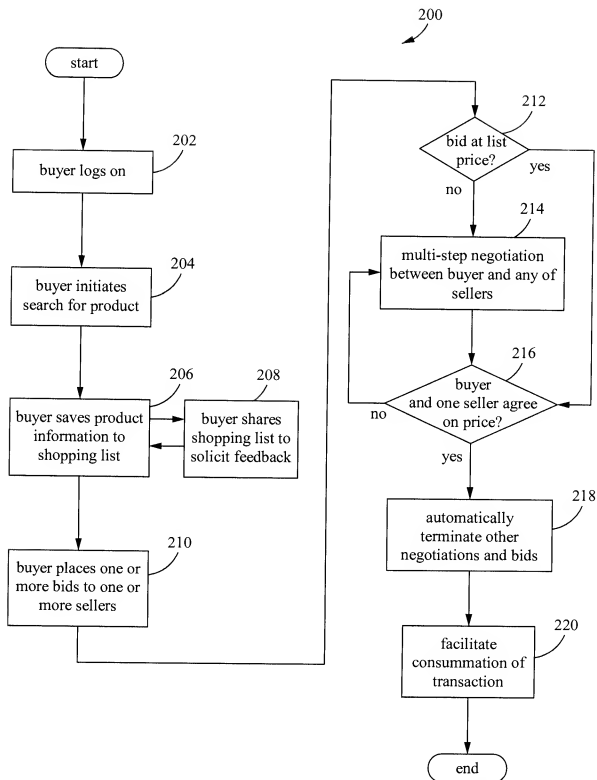 200
start
202
buyer logs on
204
buyer initiates
search for product
206
buyer saves product
information to
shopping list
208
buyer shares
shopping list to
solicit feedback
210
buyer places one or
more bids to one or
more sellers
212
bid at list
price?
yes
no
214
multi-step negotiation
between buyer and any of
sellers
216
buyer
and one seller agree
on price?
no
yes
218
automatically
terminate other
negotiations and bids
220
facilitate
consummation of
transaction
end